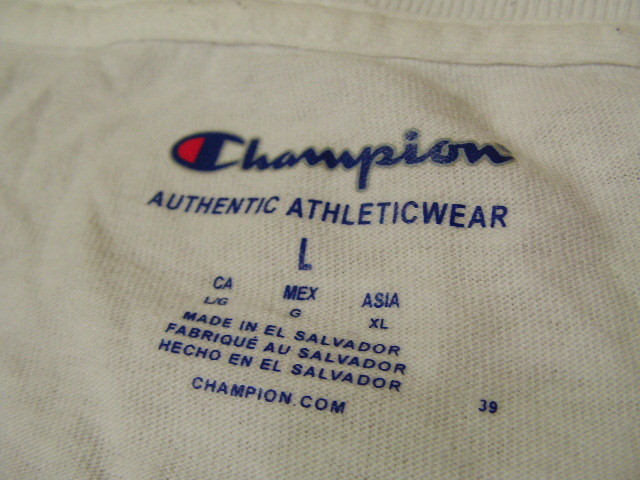 Champion
AUTHENTIC ATHLETICWEAR
L
CA MEX ASIA
L/G G XL
MADE IN EL SALVADOR
FABRIQUÉ AU SALVADOR
HECHO EN EL SALVADOR
CHAMPION.COM 39